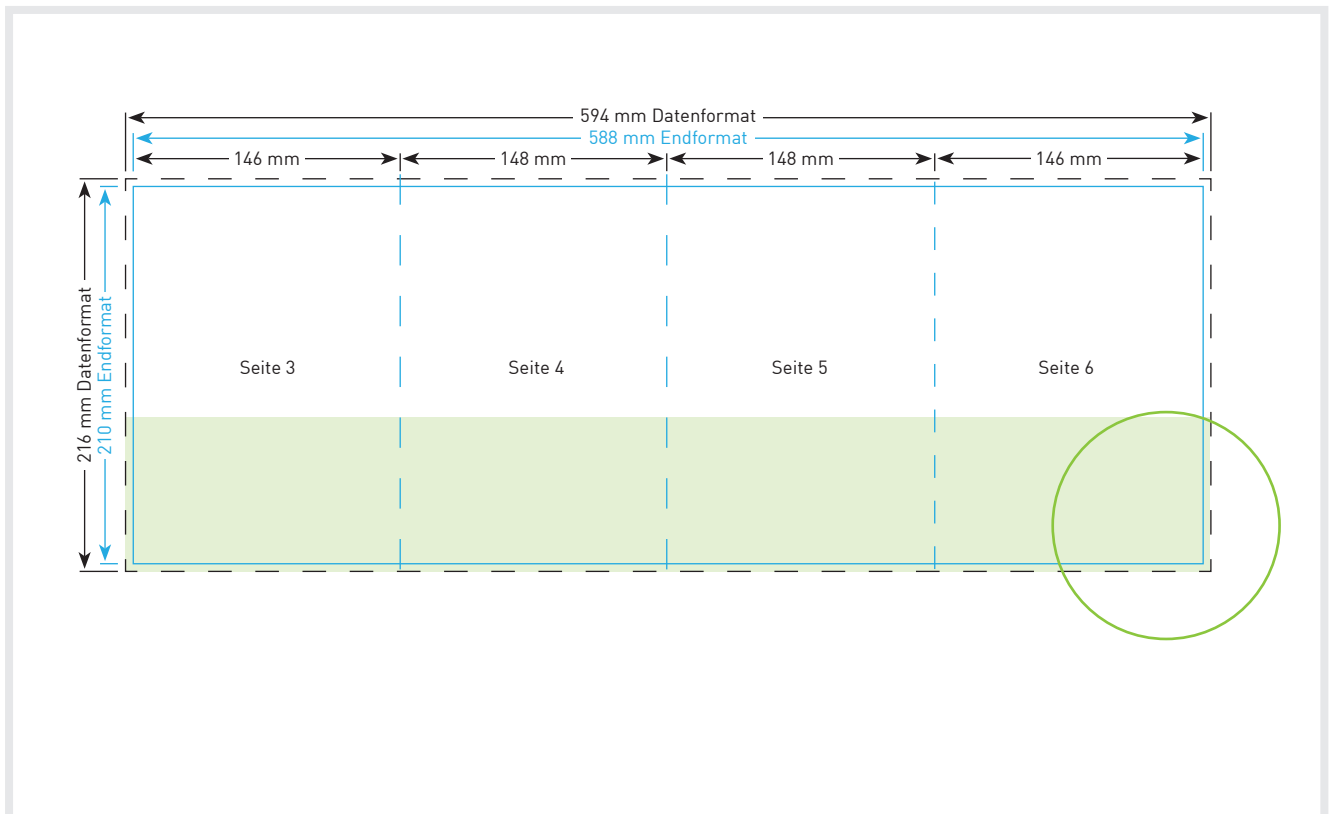 594 mm Datenformat
588 mm Endformat
146 mm
148 mm
148 mm
146 mm
216 mm Datenformat
210 mm Endformat
Seite 3
Seite 4
Seite 5
Seite 6